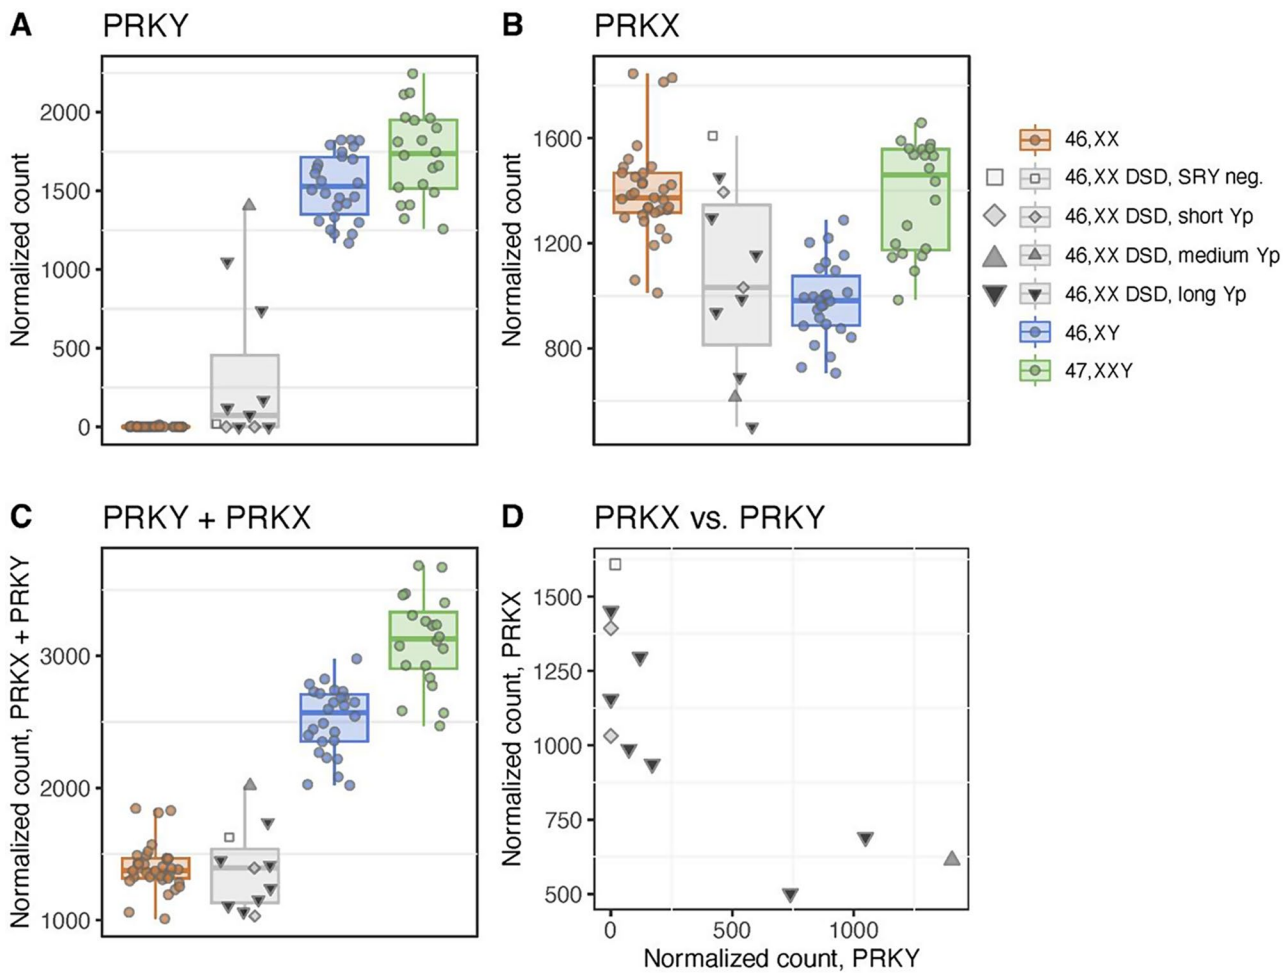 A PRKY
Normalized count
2000
1500
1000
500
0
B PRKX
Normalized count
1600
1200
800
46,XX
46,XX DSD, SRY neg.
46,XX DSD, short Yp
46,XX DSD, medium Yp
46,XX DSD, long Yp
46,XY
47,XXY
C PRKY + PRKX
Normalized count, PRKX + PRKY
3000
2000
1000
D PRKX vs. PRKY
Normalized count, PRKX
1500
1250
1000
750
500
0 500 1000
Normalized count, PRKY